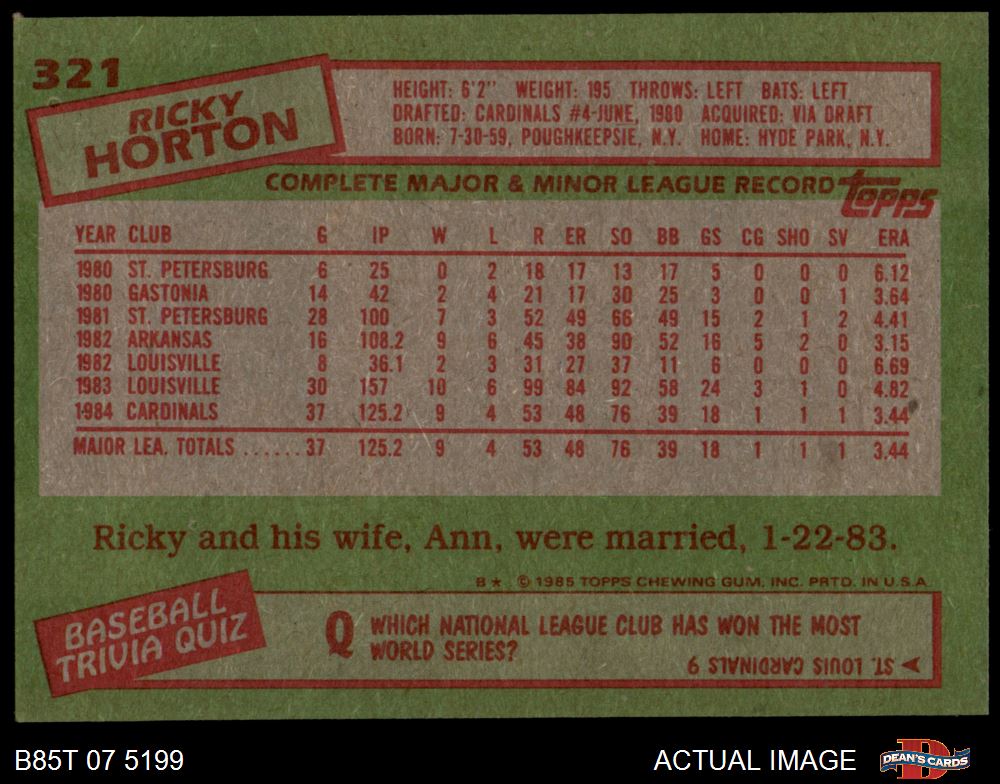 321
RICKY
HORTON
HEIGHT: 6'2" WEIGHT: 195 THROWS: LEFT BATS: LEFT
DRAFTED: CARDINALS #4-JUNE, 1980 ACQUIRED: VIA DRAFT
BORN: 7-30-59, POUGHKEEPSIE, N.Y. HOME: HYDE PARK, N.Y.
COMPLETE MAJOR & MINOR LEAGUE RECORD topps
YEAR CLUB G IP W L R ER SO BB GS CG SHO SV ERA
1980 ST. PETERSBURG 6 25 0 2 18 17 13 17 5 0 0 0 6.12
1980 GASTONIA 14 42 2 4 21 17 30 25 3 0 0 1 3.64
1981 ST. PETERSBURG 28 100 7 3 52 49 66 49 15 2 1 2 4.41
1982 ARKANSAS 16 108.2 9 6 45 38 90 52 16 5 2 0 3.15
1982 LOUISVILLE 8 36.1 2 3 31 27 37 11 6 0 0 0 6.69
1983 LOUISVILLE 30 157 10 6 99 84 92 58 24 3 1 0 4.82
1984 CARDINALS 37 125.2 9 4 53 48 76 39 18 1 1 1 3.44
MAJOR LEA. TOTALS ...... 37 125.2 9 4 53 48 76 39 18 1 1 1 3.44
Ricky and his wife, Ann, were married, 1-22-83.
B★ © 1985 TOPPS CHEWING GUM, INC. PRTD. IN U.S.A.
BASEBALL
TRIVIA QUIZ
Q WHICH NATIONAL LEAGUE CLUB HAS WON THE MOST
WORLD SERIES?
ST. LOUIS CARDINALS 9
B85T 07 5199 ACTUAL IMAGE D DEAN'S CARDS